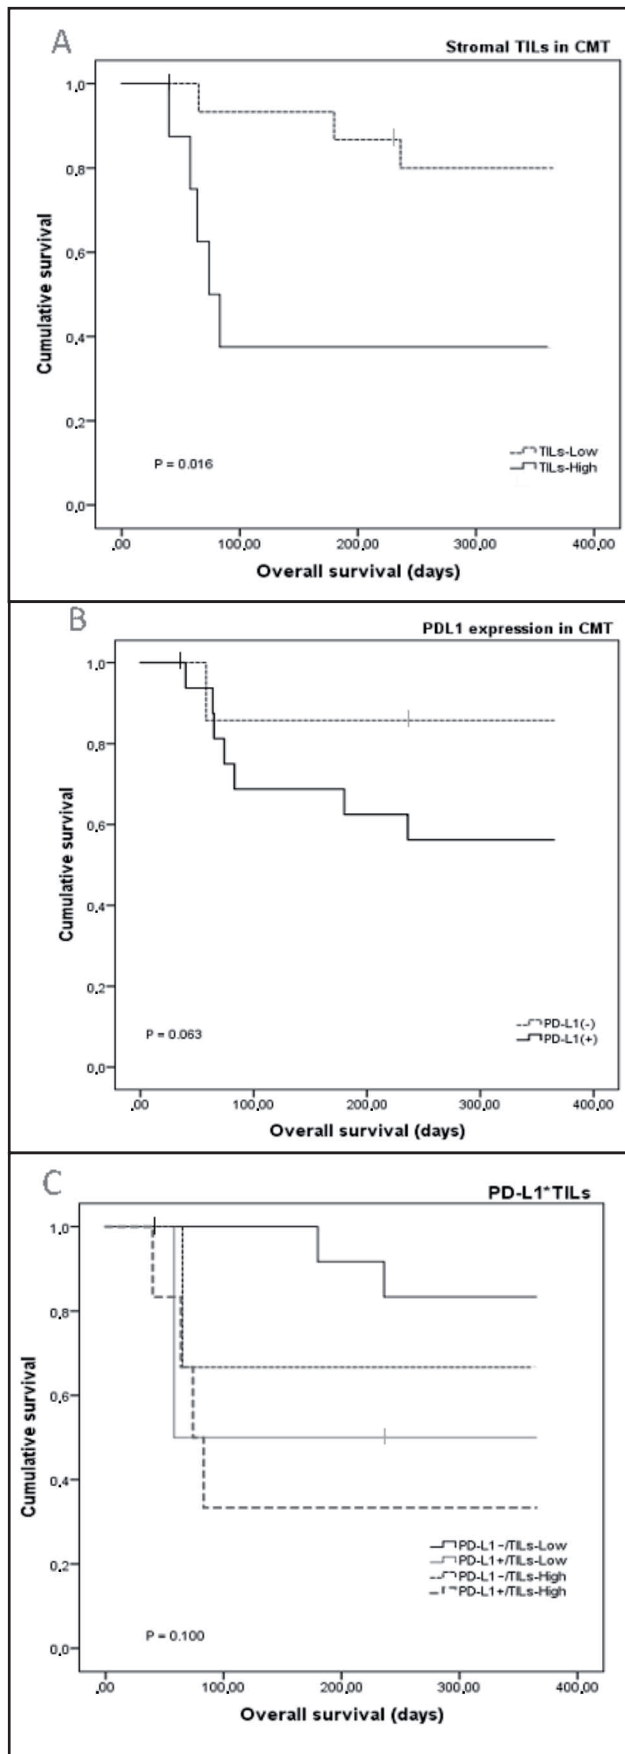 A
Stromal TILs in CMT
Cumulative survival
1,0
0,8
0,6
0,4
0,2
0,0
P = 0.016
TILs-Low
TILs-High
,00 100,00 200,00 300,00 400,00
Overall survival (days)
B
PDL1 expression in CMT
Cumulative survival
1,0
0,8
0,6
0,4
0,2
0,0
P = 0.063
PD-L1(-)
PD-L1(+)
,00 100,00 200,00 300,00 400,00
Overall survival (days)
C
PD-L1*TILs
Cumulative survival
1,0
0,8
0,6
0,4
0,2
0,0
PD-L1−/TILs-Low
PD-L1+/TILs-Low
PD-L1−/TILs-High
PD-L1+/TILs-High
P = 0.100
,00 100,00 200,00 300,00 400,00
Overall survival (days)